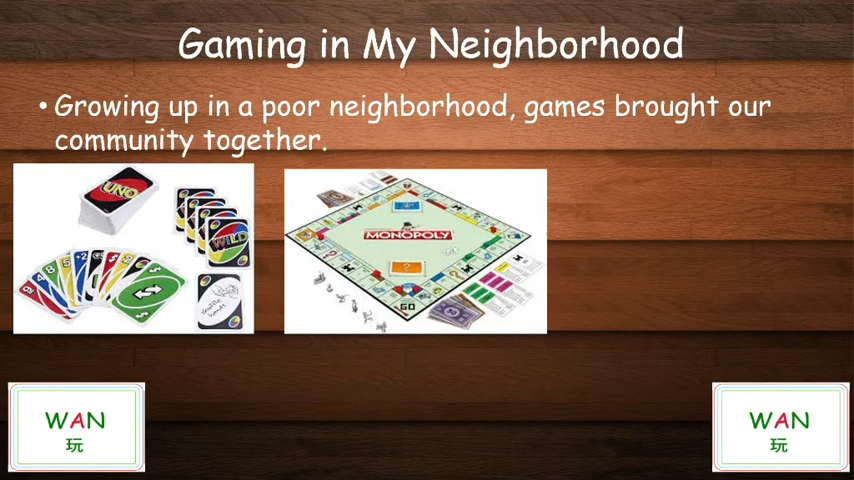 Gaming in My Neighborhood
• Growing up in a poor neighborhood, games brought our
community together.
UNO
WILD
MONOPOLY
GO
WAN
玩
WAN
玩